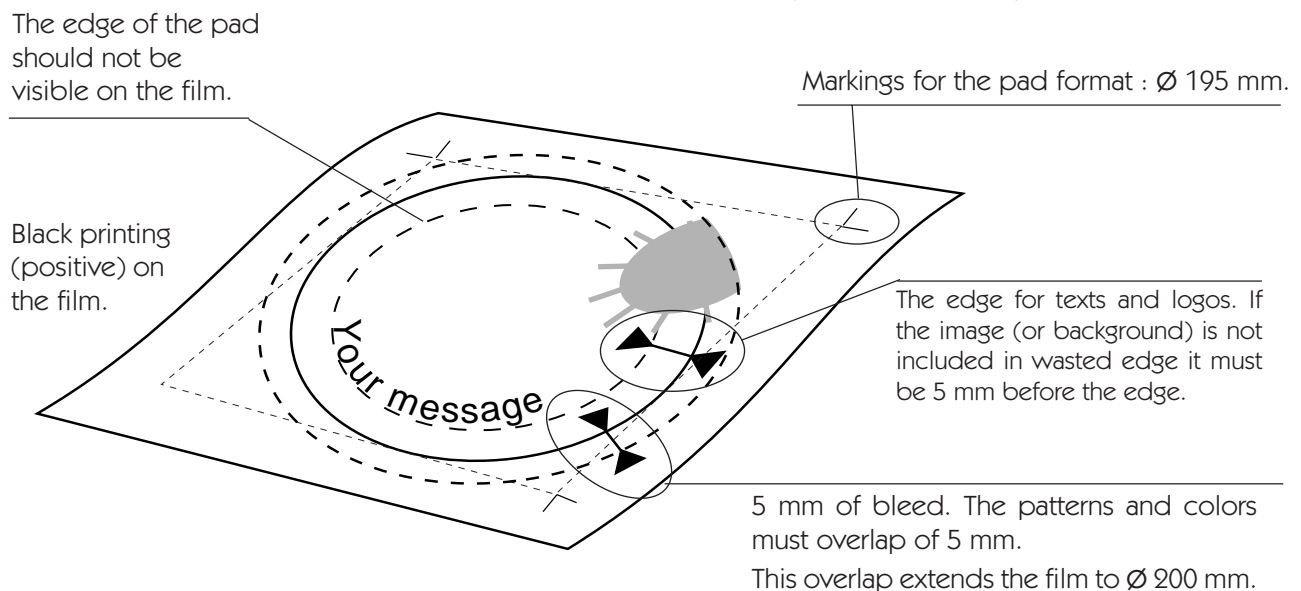 The edge of the pad
should not be
visible on the film.
Markings for the pad format : Ø 195 mm.
Black printing
(positive) on
the film.
The edge for texts and logos. If
the image (or background) is not
included in wasted edge it must
be 5 mm before the edge.
Your message
5 mm of bleed. The patterns and colors
must overlap of 5 mm.
This overlap extends the film to Ø 200 mm.